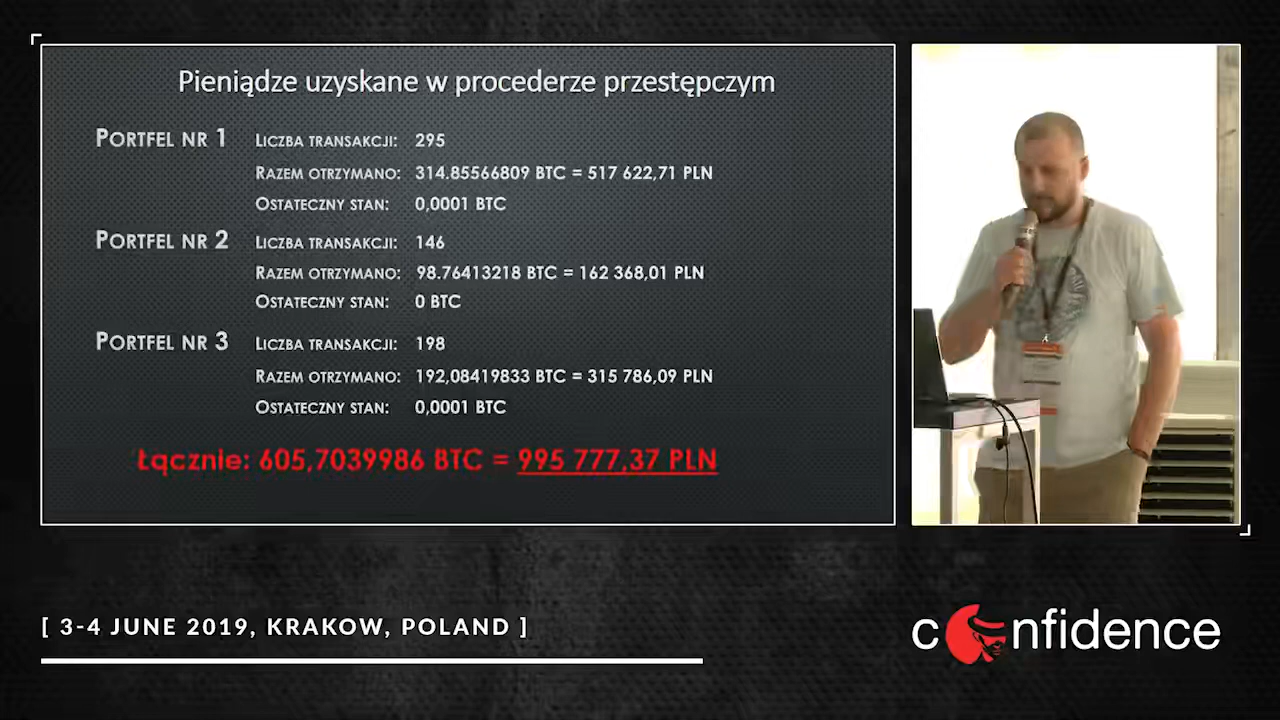 Pieniądze uzyskane w procederze przestępczym
Portfel nr 1 Liczba transakcji: 295
Razem otrzymano: 314.85566809 BTC = 517 622,71 PLN
Ostateczny stan: 0,0001 BTC
Portfel nr 2 Liczba transakcji: 146
Razem otrzymano: 98.76413218 BTC = 162 368,01 PLN
Ostateczny stan: 0 BTC
Portfel nr 3 Liczba transakcji: 198
Razem otrzymano: 192,08419833 BTC = 315 786,09 PLN
Ostateczny stan: 0,0001 BTC
Łącznie: 605,7039986 BTC = 995 777,37 PLN
[ 3-4 JUNE 2019, KRAKOW, POLAND ]
confidence